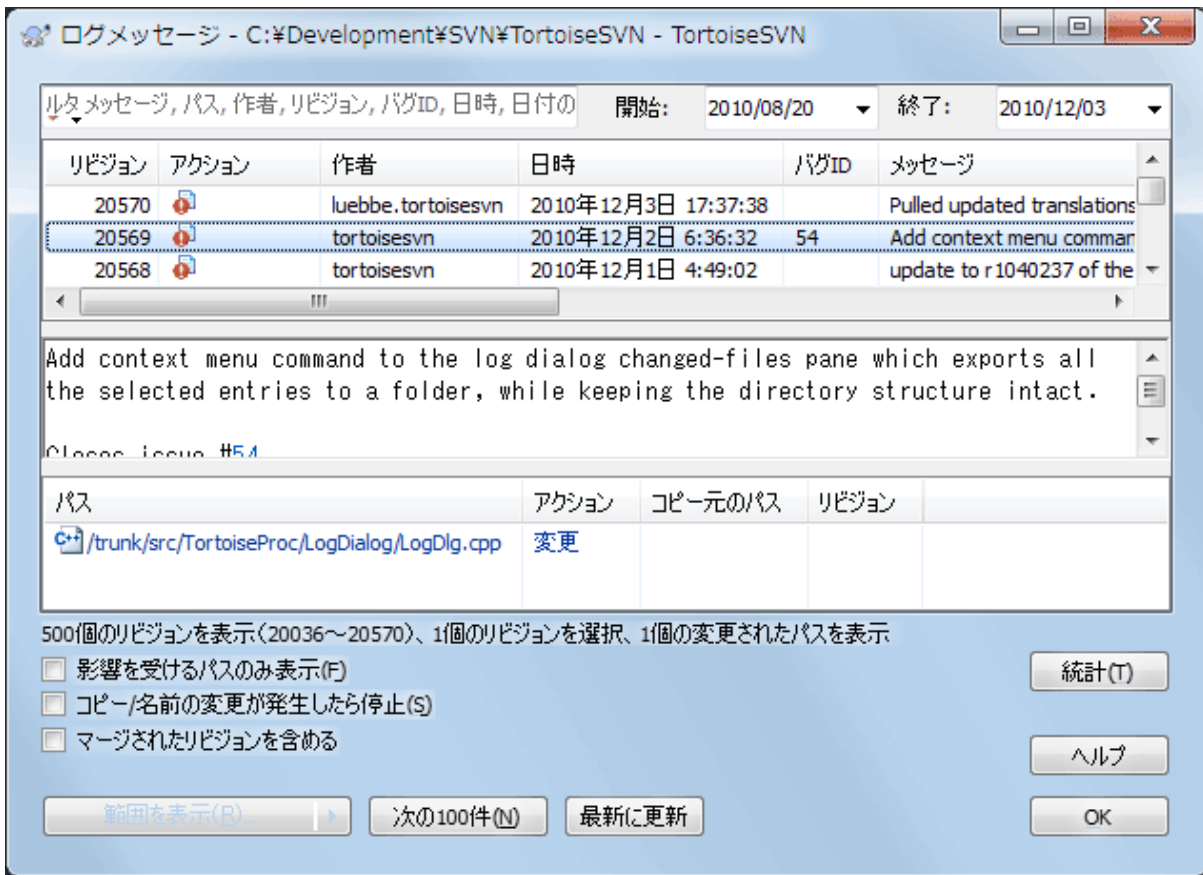 ログメッセージ - C:¥Development¥SVN¥TortoiseSVN - TortoiseSVN
ルタ メッセージ, パス, 作者, リビジョン, バグID, 日時, 日付の 開始: 2010/08/20 終了: 2010/12/03
リビジョン アクション 作者 日時 バグID メッセージ
20570 luebbe.tortoisesvn 2010年12月3日 17:37:38 Pulled updated translations
20569 tortoisesvn 2010年12月2日 6:36:32 54 Add context menu comman
20568 tortoisesvn 2010年12月1日 4:49:02 update to r1040237 of the
Add context menu command to the log dialog changed-files pane which exports all
the selected entries to a folder, while keeping the directory structure intact.
Closes issue #54
パス アクション コピー元のパス リビジョン
C++ /trunk/src/TortoiseProc/LogDialog/LogDlg.cpp 変更
500個のリビジョンを表示(20036～20570)、1個のリビジョンを選択、1個の変更されたパスを表示
影響を受けるパスのみ表示(F)
統計(T)
コピー/名前の変更が発生したら停止(S)
マージされたリビジョンを含める
ヘルプ
範囲を表示(R)... 次の100件(N) 最新に更新 OK